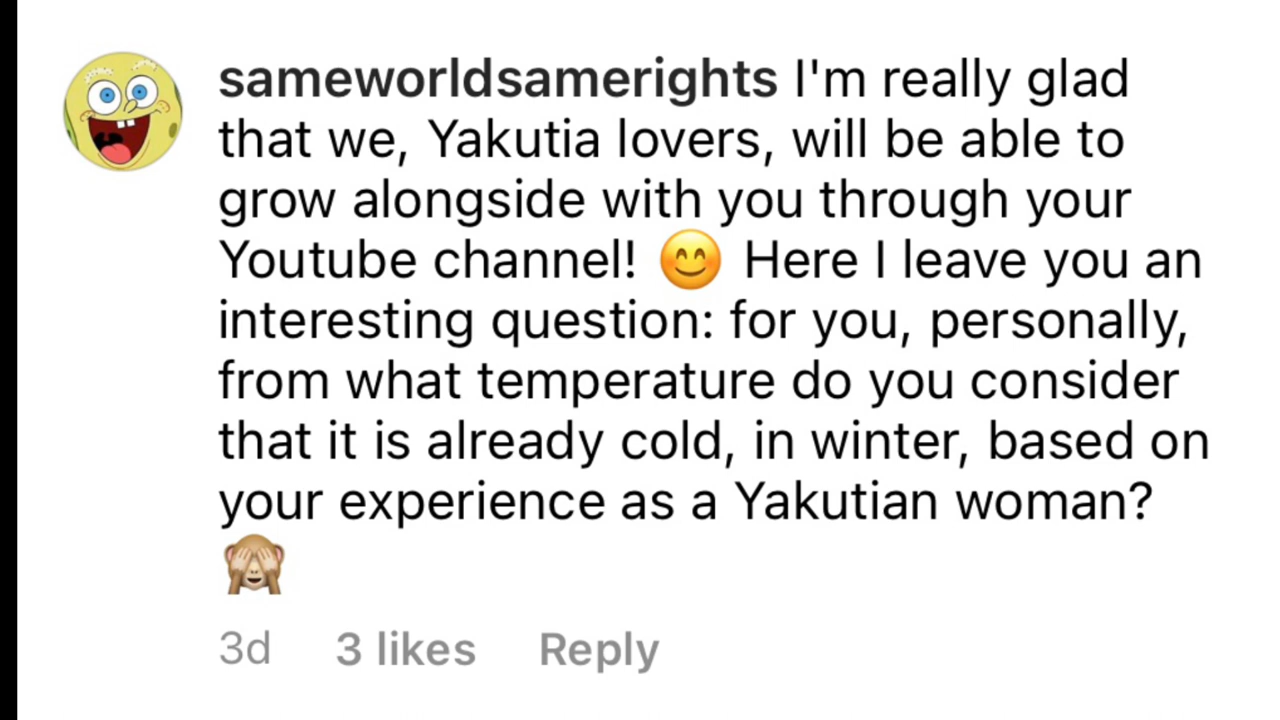 sameworldsamerights I'm really glad
that we, Yakutia lovers, will be able to
grow alongside with you through your
Youtube channel! 😊 Here I leave you an
interesting question: for you, personally,
from what temperature do you consider
that it is already cold, in winter, based on
your experience as a Yakutian woman?
🙈
3d 3 likes Reply